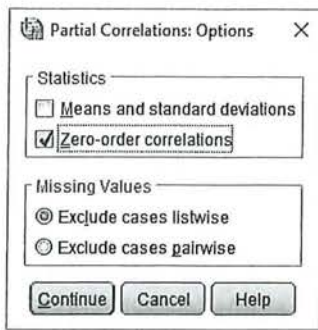 Partial Correlations: Options
Statistics
Means and standard deviations
Zero-order correlations
Missing Values
Exclude cases listwise
Exclude cases pairwise
Continue Cancel Help